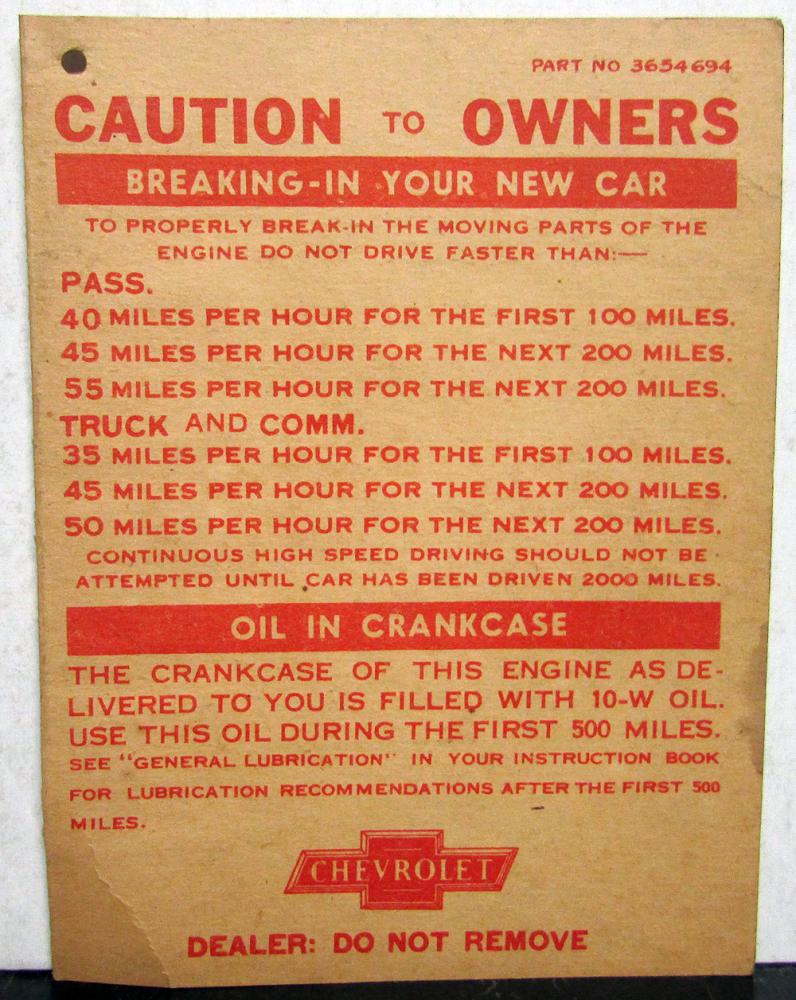 PART NO 3654694
CAUTION TO OWNERS
BREAKING-IN YOUR NEW CAR
TO PROPERLY BREAK-IN THE MOVING PARTS OF THE
ENGINE DO NOT DRIVE FASTER THAN:—
PASS.
40 MILES PER HOUR FOR THE FIRST 100 MILES.
45 MILES PER HOUR FOR THE NEXT 200 MILES.
55 MILES PER HOUR FOR THE NEXT 200 MILES.
TRUCK AND COMM.
35 MILES PER HOUR FOR THE FIRST 100 MILES.
45 MILES PER HOUR FOR THE NEXT 200 MILES.
50 MILES PER HOUR FOR THE NEXT 200 MILES.
CONTINUOUS HIGH SPEED DRIVING SHOULD NOT BE
ATTEMPTED UNTIL CAR HAS BEEN DRIVEN 2000 MILES.
OIL IN CRANKCASE
THE CRANKCASE OF THIS ENGINE AS DE-
LIVERED TO YOU IS FILLED WITH 10-W OIL.
USE THIS OIL DURING THE FIRST 500 MILES.
SEE "GENERAL LUBRICATION" IN YOUR INSTRUCTION BOOK
FOR LUBRICATION RECOMMENDATIONS AFTER THE FIRST 500
MILES.
CHEVROLET
DEALER: DO NOT REMOVE